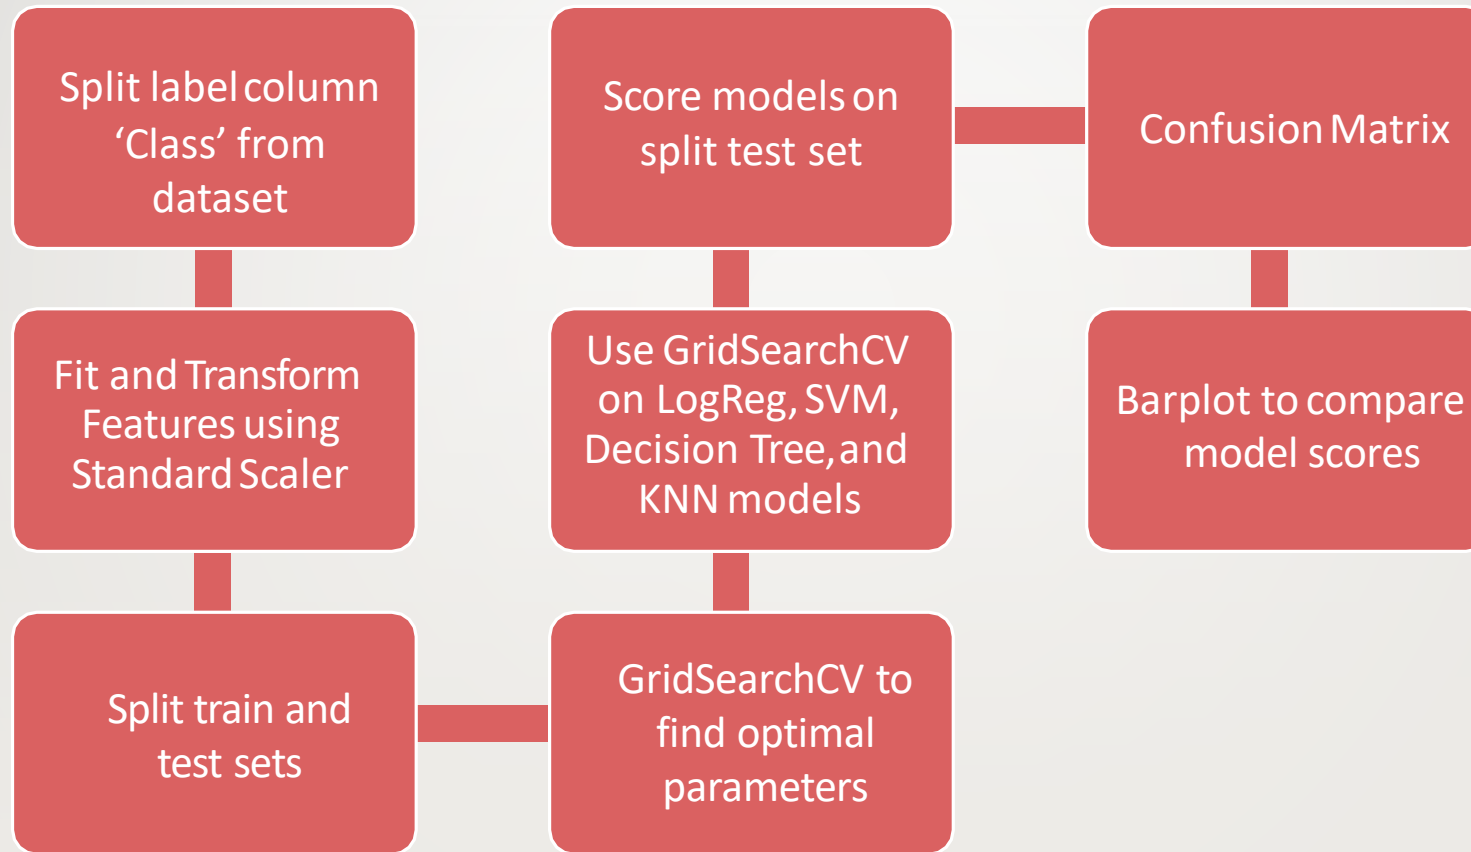 Split label column
‘Class’ from
dataset
Fit and Transform
Features using
Standard Scaler
Split train and
test sets
GridSearchCV to
find optimal
parameters
Use GridSearchCV
on LogReg, SVM,
Decision Tree, and
KNN models
Score models on
split test set
Confusion Matrix
Barplot to compare
model scores